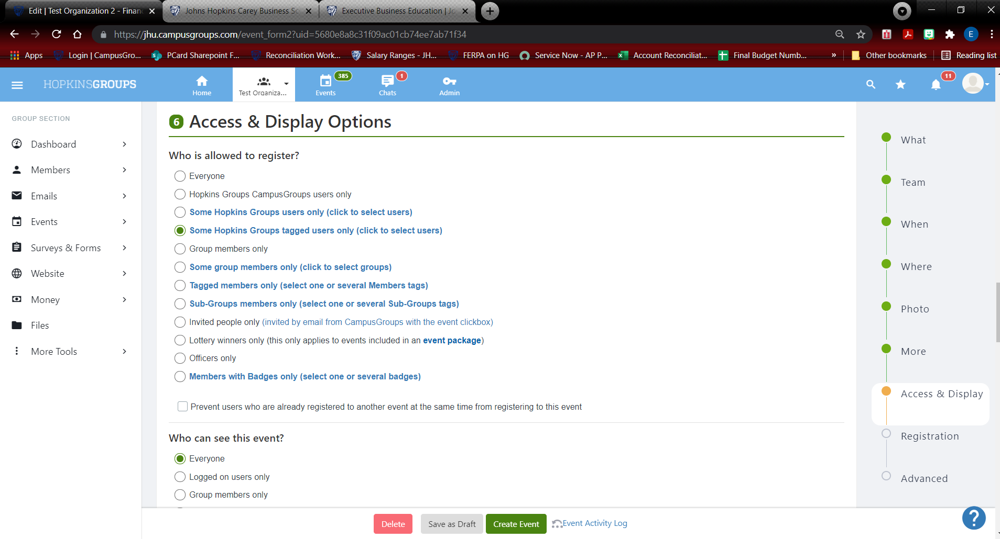 Edit | Test Organization 2 - Finan
Johns Hopkins Carey Business Sc
Executive Business Education | Jo
https://jhu.campusgroups.com/event_form2?uid=5680e8a8c31f09ac01cb74ee7ab71f34
E
Apps
Login | CampusGro...
PCard Sharepoint F...
Reconciliation Work...
Salary Ranges - JH...
FERPA on HG
Service Now - AP P...
Account Reconciliat...
Final Budget Numb...
»
Other bookmarks
Reading list
HOPKINSGROUPS
Home
Test Organiza...
385
Events
1
Chats
Admin
11
GROUP SECTION
Dashboard
Members
Emails
Events
Surveys & Forms
Website
Money
Files
More Tools
6 Access & Display Options
Who is allowed to register?
Everyone
Hopkins Groups CampusGroups users only
Some Hopkins Groups users only (click to select users)
Some Hopkins Groups tagged users only (click to select users)
Group members only
Some group members only (click to select groups)
Tagged members only (select one or several Members tags)
Sub-Groups members only (select one or several Sub-Groups tags)
Invited people only (invited by email from CampusGroups with the event clickbox)
Lottery winners only (this only applies to events included in an event package)
Officers only
Members with Badges only (select one or several badges)
Prevent users who are already registered to another event at the same time from registering to this event
Who can see this event?
Everyone
Logged on users only
Group members only
What
Team
When
Where
Photo
More
Access & Display
Registration
Advanced
Delete
Save as Draft
Create Event
Event Activity Log
?